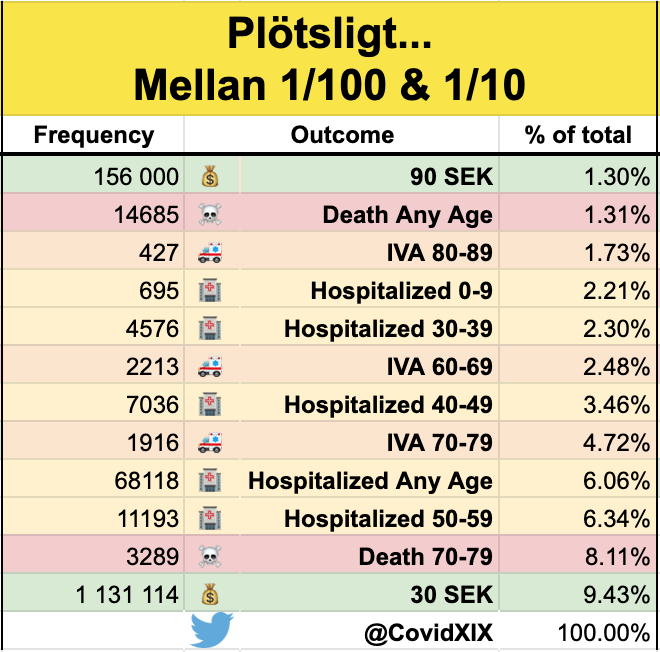 Plötsligt...
Mellan 1/100 & 1/10
Frequency Outcome % of total
156 000 90 SEK 1.30%
14685 Death Any Age 1.31%
427 IVA 80-89 1.73%
695 Hospitalized 0-9 2.21%
4576 Hospitalized 30-39 2.30%
2213 IVA 60-69 2.48%
7036 Hospitalized 40-49 3.46%
1916 IVA 70-79 4.72%
68118 Hospitalized Any Age 6.06%
11193 Hospitalized 50-59 6.34%
3289 Death 70-79 8.11%
1 131 114 30 SEK 9.43%
@CovidXIX 100.00%